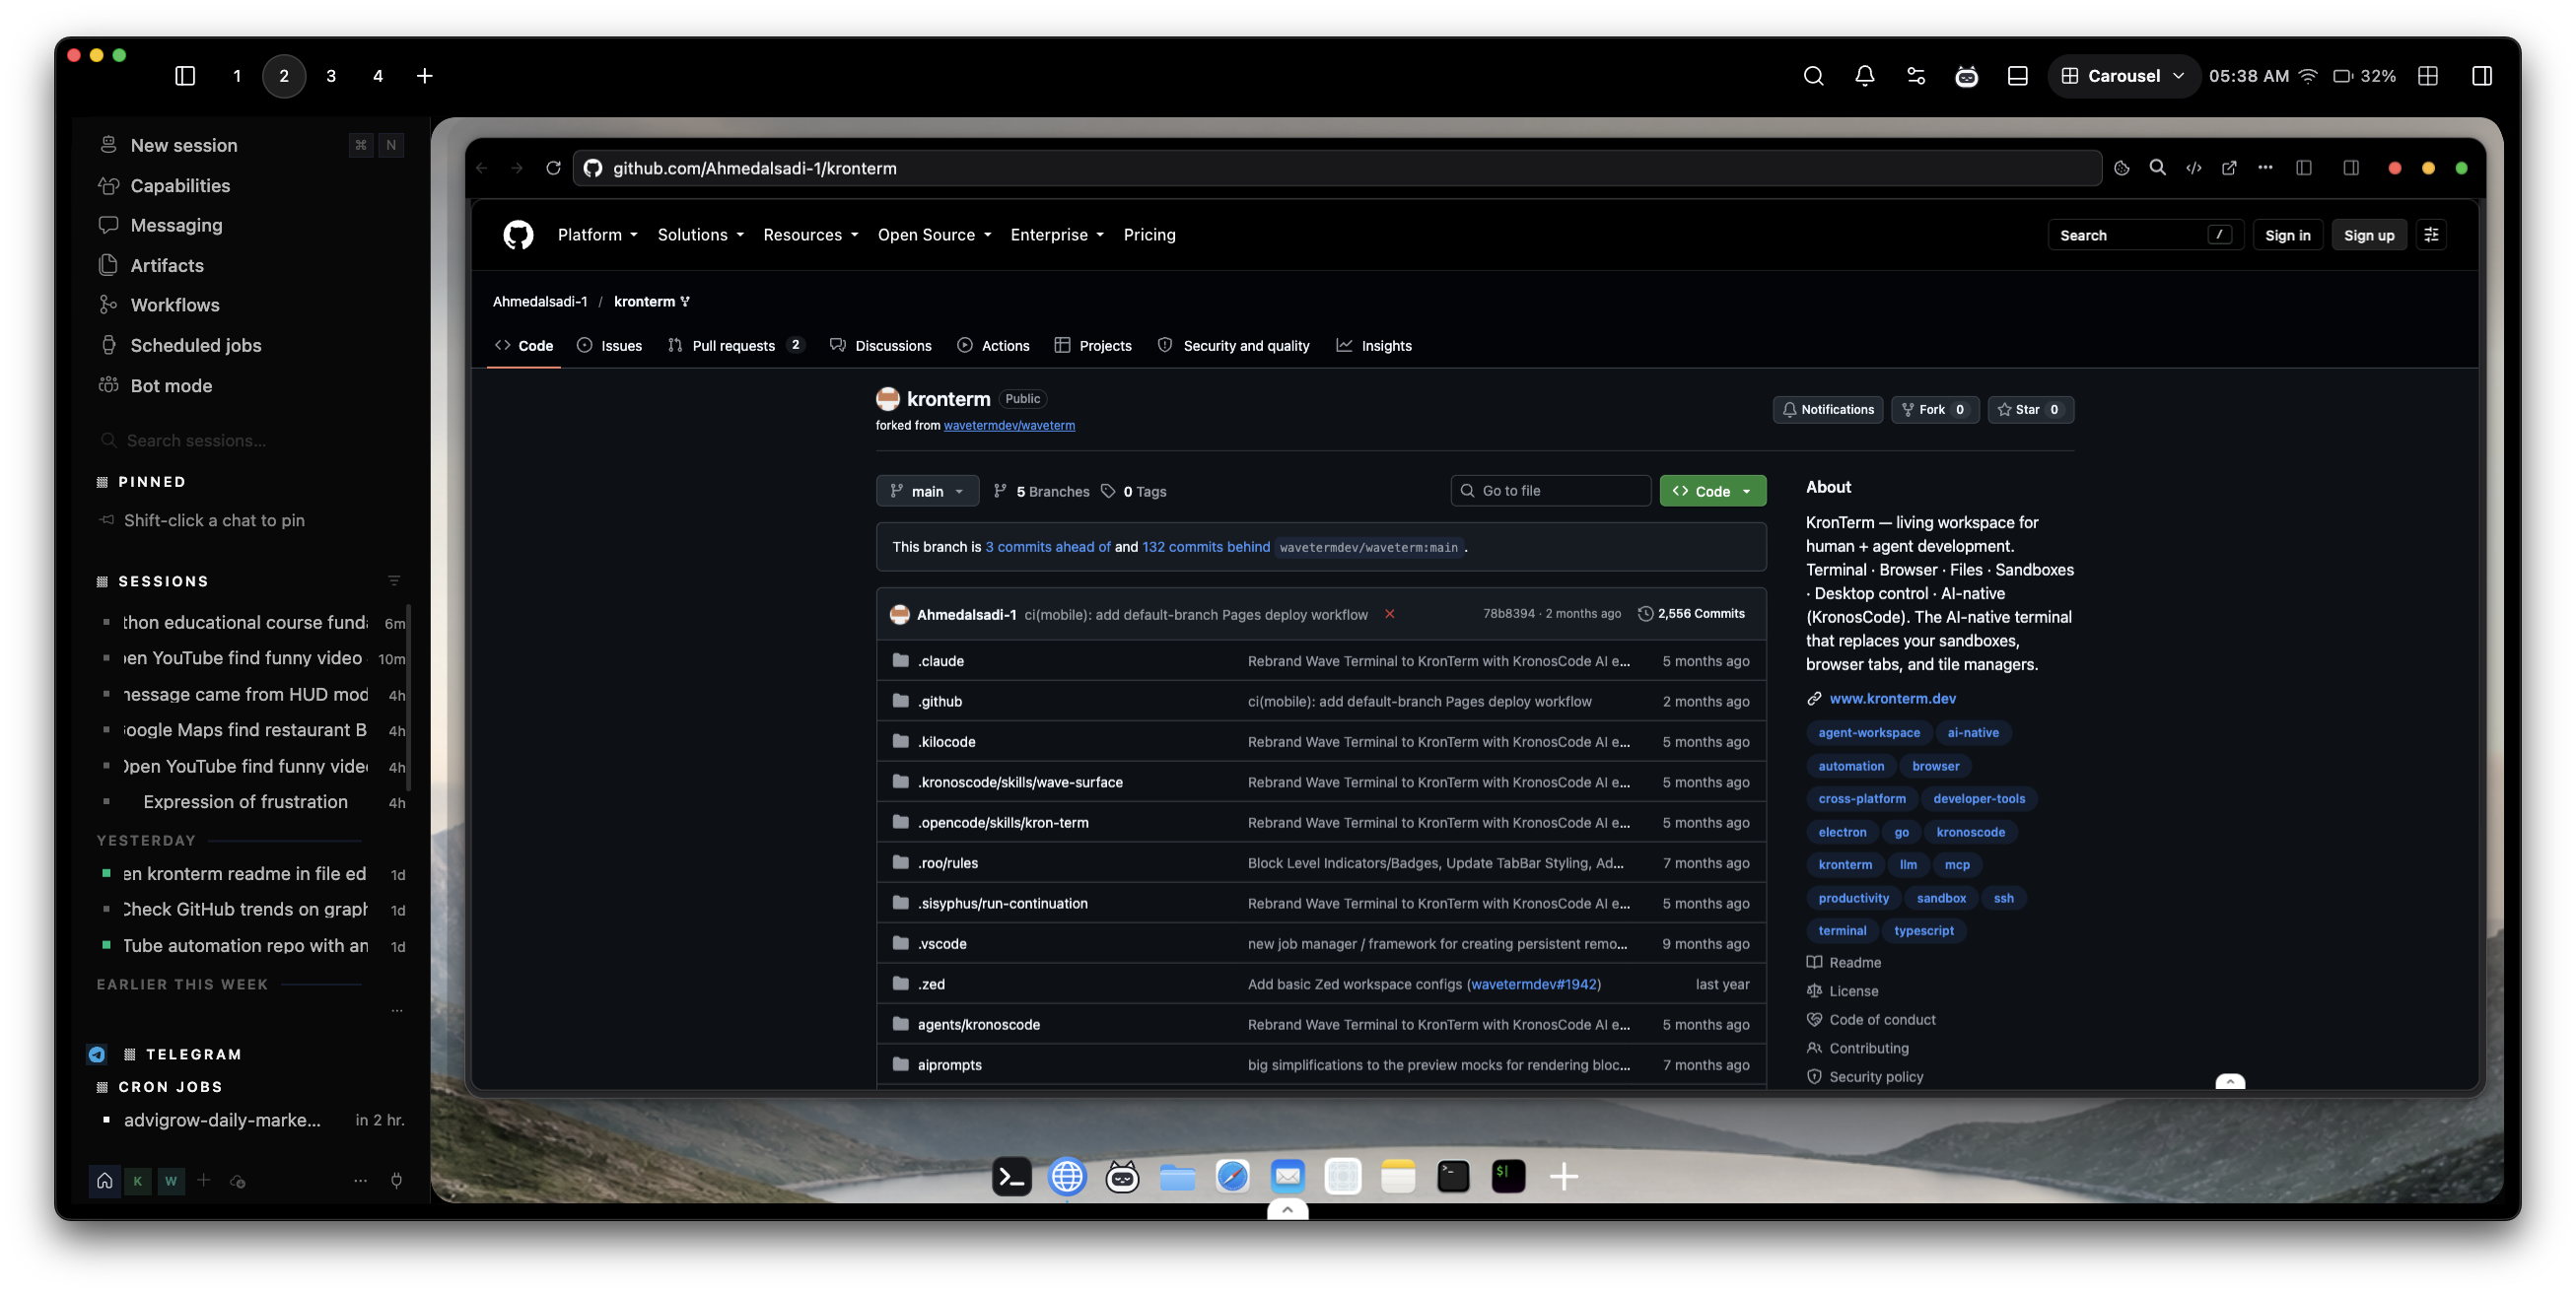 1 2 3 4
Carousel 05:38 AM 32%
New session ⌘ N
Capabilities
Messaging
Artifacts
Workflows
Scheduled jobs
Bot mode
Search sessions...
PINNED
Shift-click a chat to pin
SESSIONS
thon educational course funda 6m
pen YouTube find funny video 10m
message came from HUD mod 4h
Google Maps find restaurant B 4h
Open YouTube find funny vide 4h
Expression of frustration 4h
YESTERDAY
en kronterm readme in file ed 1d
Check GitHub trends on graph 1d
Tube automation repo with an 1d
EARLIER THIS WEEK
...
TELEGRAM
CRON JOBS
advigrow-daily-marke... in 2 hr.
K W
github.com/Ahmedalsadi-1/kronterm
Platform Solutions Resources Open Source Enterprise Pricing
Search / Sign in Sign up
Ahmedalsadi-1 / kronterm
Code Issues Pull requests 2 Discussions Actions Projects Security and quality Insights
kronterm Public
forked from wavetermdev/waveterm
Notifications Fork 0 Star 0
main 5 Branches 0 Tags
Go to file Code
This branch is 3 commits ahead of and 132 commits behind wavetermdev/waveterm:main .
Ahmedalsadi-1 ci(mobile): add default-branch Pages deploy workflow 78b8394 · 2 months ago 2,556 Commits
.claude Rebrand Wave Terminal to KronTerm with KronosCode AI e... 5 months ago
.github ci(mobile): add default-branch Pages deploy workflow 2 months ago
.kilocode Rebrand Wave Terminal to KronTerm with KronosCode AI e... 5 months ago
.kronoscode/skills/wave-surface Rebrand Wave Terminal to KronTerm with KronosCode AI e... 5 months ago
.opencode/skills/kron-term Rebrand Wave Terminal to KronTerm with KronosCode AI e... 5 months ago
.roo/rules Block Level Indicators/Badges, Update TabBar Styling, Ad... 7 months ago
.sisyphus/run-continuation Rebrand Wave Terminal to KronTerm with KronosCode AI e... 5 months ago
.vscode new job manager / framework for creating persistent remo... 9 months ago
.zed Add basic Zed workspace configs (wavetermdev#1942) last year
agents/kronoscode Rebrand Wave Terminal to KronTerm with KronosCode AI e... 5 months ago
aiprompts big simplifications to the preview mocks for rendering bloc... 7 months ago
About
KronTerm — living workspace for
human + agent development.
Terminal · Browser · Files · Sandboxes
· Desktop control · AI-native
(KronosCode). The AI-native terminal
that replaces your sandboxes,
browser tabs, and tile managers.
www.kronterm.dev
agent-workspace ai-native
automation browser
cross-platform developer-tools
electron go kronoscode
kronterm llm mcp
productivity sandbox ssh
terminal typescript
Readme
License
Code of conduct
Contributing
Security policy